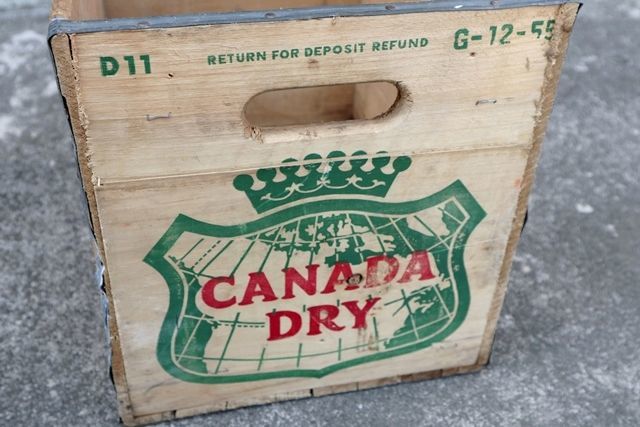 D11
RETURN FOR DEPOSIT REFUND
G-12-55
CANADA
DRY